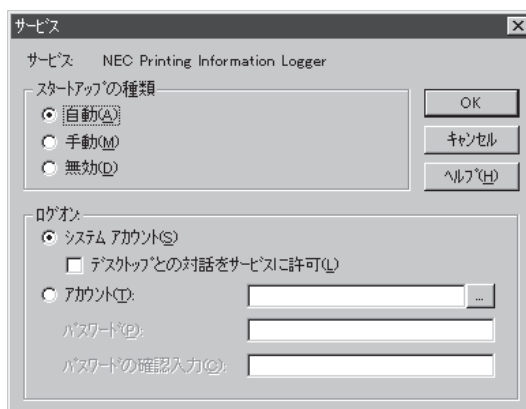 サービス
サービス: NEC Printing Information Logger
スタートアップの種類
自動(A)
手動(M)
無効(D)
OK
キャンセル
ヘルプ(H)
ログオン:
システム アカウント(S)
デスクトップとの対話をサービスに許可(L)
アカウント(T):
...
パスワード(P):
パスワードの確認入力(C):